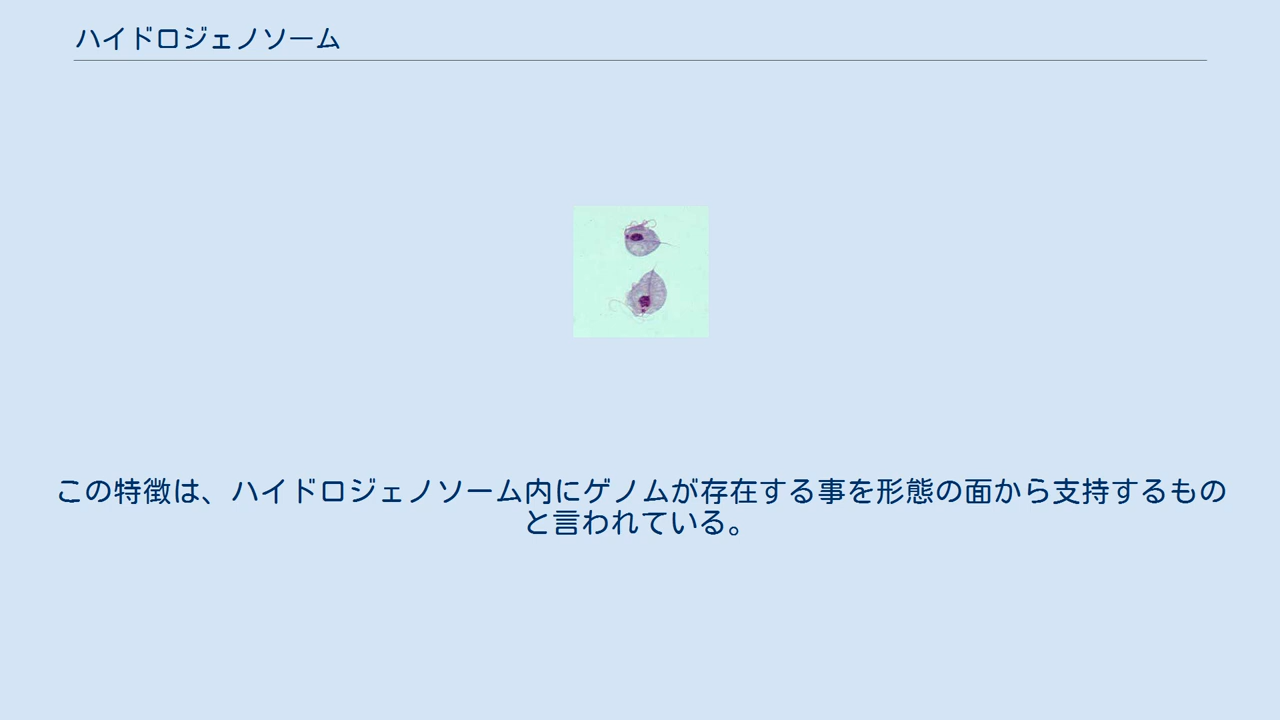 ハイドロジェノソーム
この特徴は、ハイドロジェノソーム内にゲノムが存在する事を形態の面から支持するもの
と言われている。